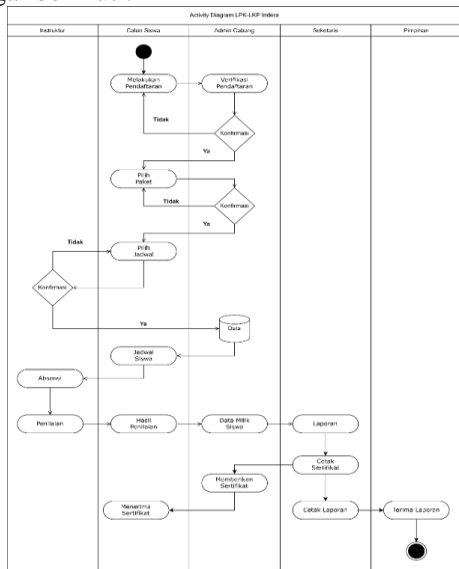 Activity Diagram LPK-LKP Indera
Instruktur
Calon Siswa
Admin Cabang
Seketaris
Pimpinan
Melakukan
Pendaftaran
Verifikasi
Pendaftaran
Tidak
Konfirmasi
Ya
Pilih
Paket
Tidak
Konfirmasi
Ya
Tidak
Pilih
Jadwal
Konfirmasi
Ya
Data
Jadwal
Siswa
Absensi
Penilaian
Hasil
Penilaian
Data Milik
Siswa
Laporan
Cetak
Sertifikat
Memberikan
Sertifikat
Menerima
Sertifikat
Cetak Laporan
Terima Laporan